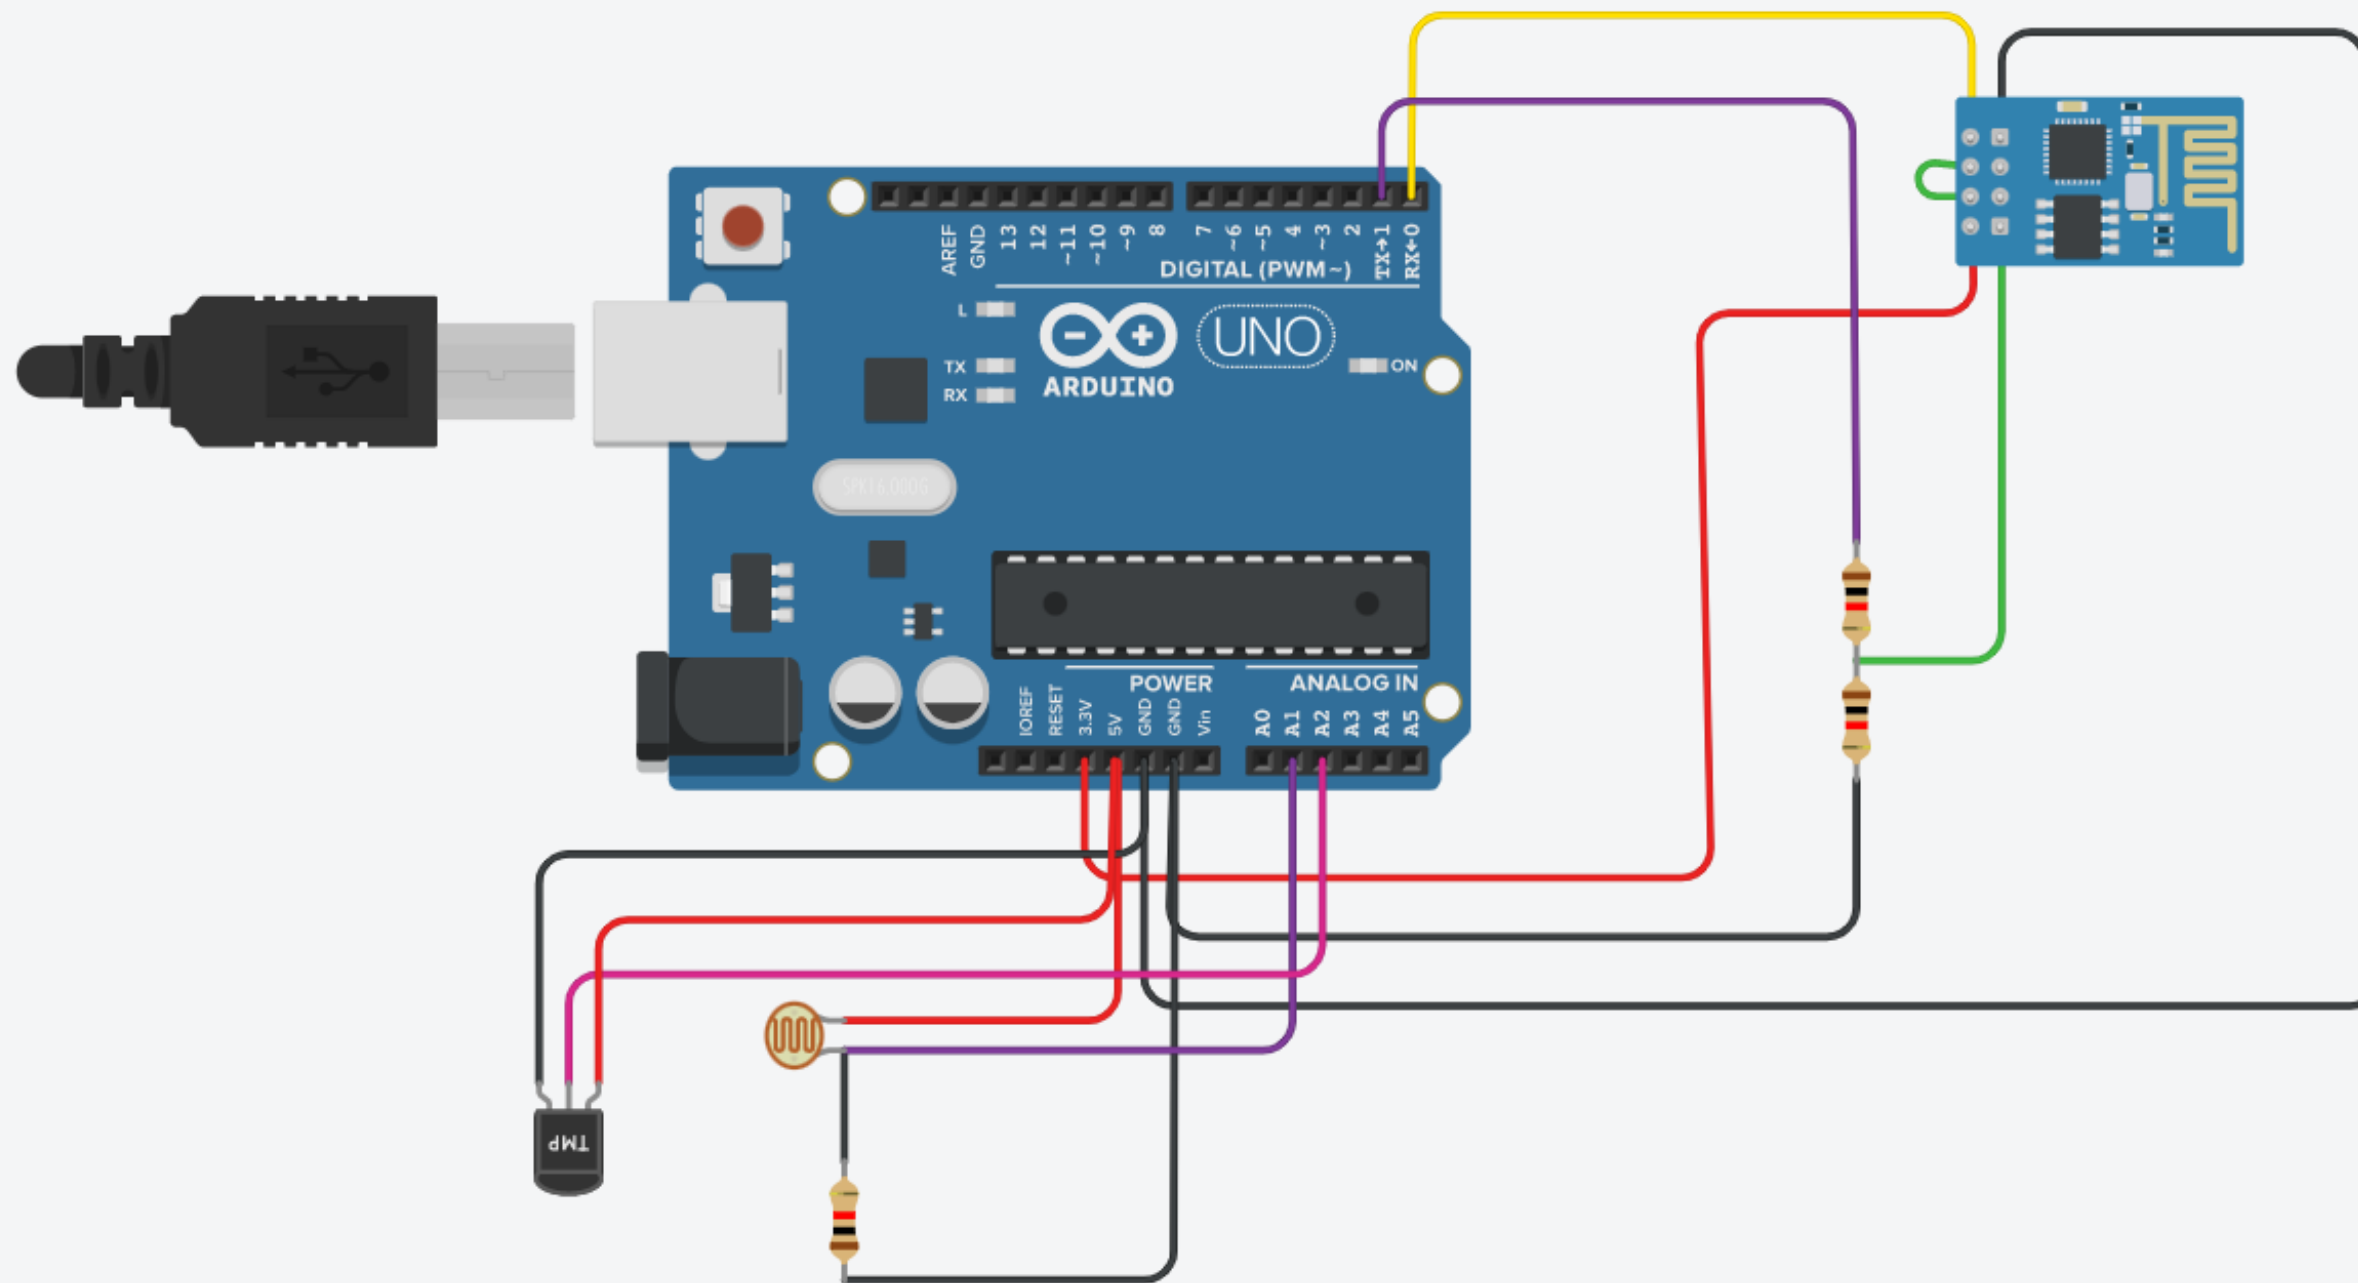 AREF
GND
13
12
~11
~10
~9
8
7
~6
~5
4
~3
2
TX→1
RX←0
DIGITAL (PWM~)
L
TX
RX
ARDUINO
UNO
ON
SPK16.000G
POWER
ANALOG IN
IOREF
RESET
3.3V
5V
GND
GND
Vin
A0
A1
A2
A3
A4
A5
TMP